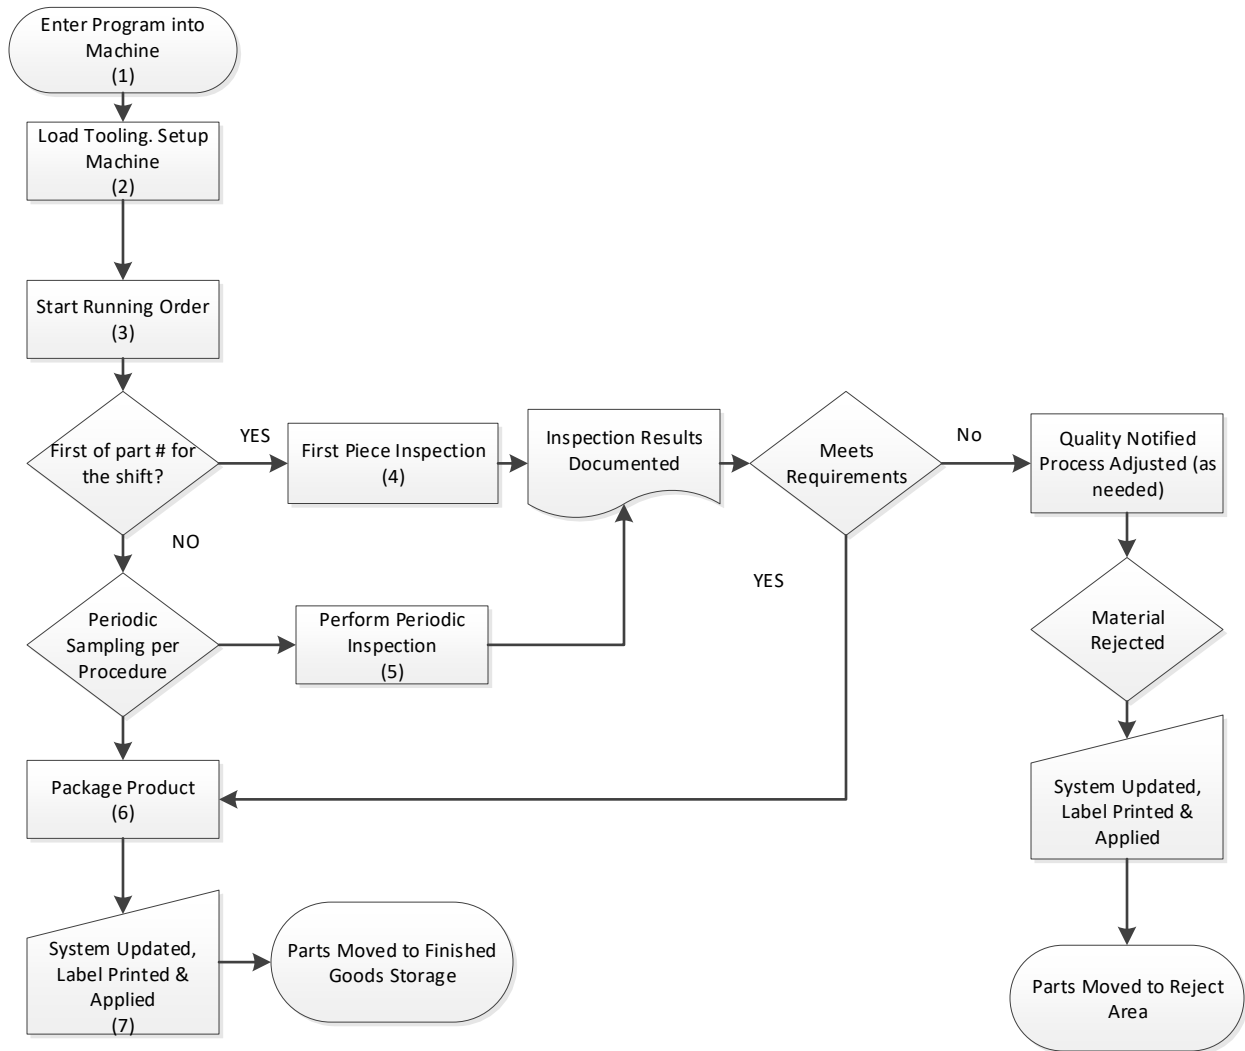 Enter Program into
Machine
(1)
Load Tooling. Setup
Machine
(2)
Start Running Order
(3)
First of part # for
the shift?
YES
First Piece Inspection
(4)
Inspection Results
Documented
Meets
Requirements
No
Quality Notified
Process Adjusted (as
needed)
NO
YES
Periodic
Sampling per
Procedure
Perform Periodic
Inspection
(5)
Material
Rejected
Package Product
(6)
System Updated,
Label Printed &
Applied
System Updated,
Label Printed &
Applied
(7)
Parts Moved to Finished
Goods Storage
Parts Moved to Reject
Area